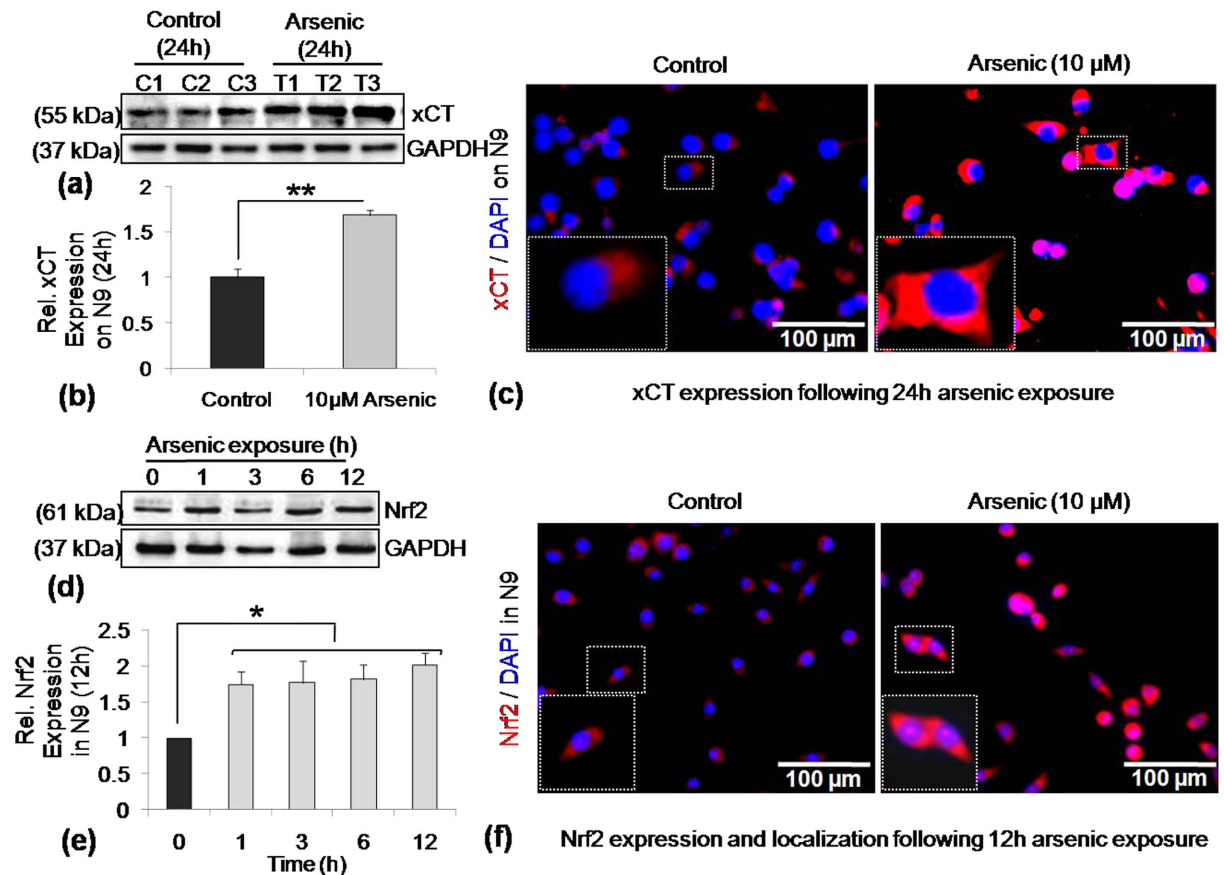 Control
(24h)
Arsenic
(24h)
C1 C2 C3 T1 T2 T3
(55 kDa) xCT
(37 kDa) GAPDH
(a)
Rel. xCT
Expression
on N9 (24h)
2
1.5
1
0.5
0
**
Control 10µM Arsenic
(b)
Control
Arsenic (10 µM)
xCT / DAPI on N9
100 µm
100 µm
(c) xCT expression following 24h arsenic exposure
Arsenic exposure (h)
0 1 3 6 12
(61 kDa) Nrf2
(37 kDa) GAPDH
(d)
Rel. Nrf2
Expression
in N9 (12h)
2.5
2
1.5
1
0.5
0
*
0 1 3 6 12
Time (h)
(e)
Control
Arsenic (10 µM)
Nrf2 / DAPI in N9
100 µm
100 µm
(f) Nrf2 expression and localization following 12h arsenic exposure